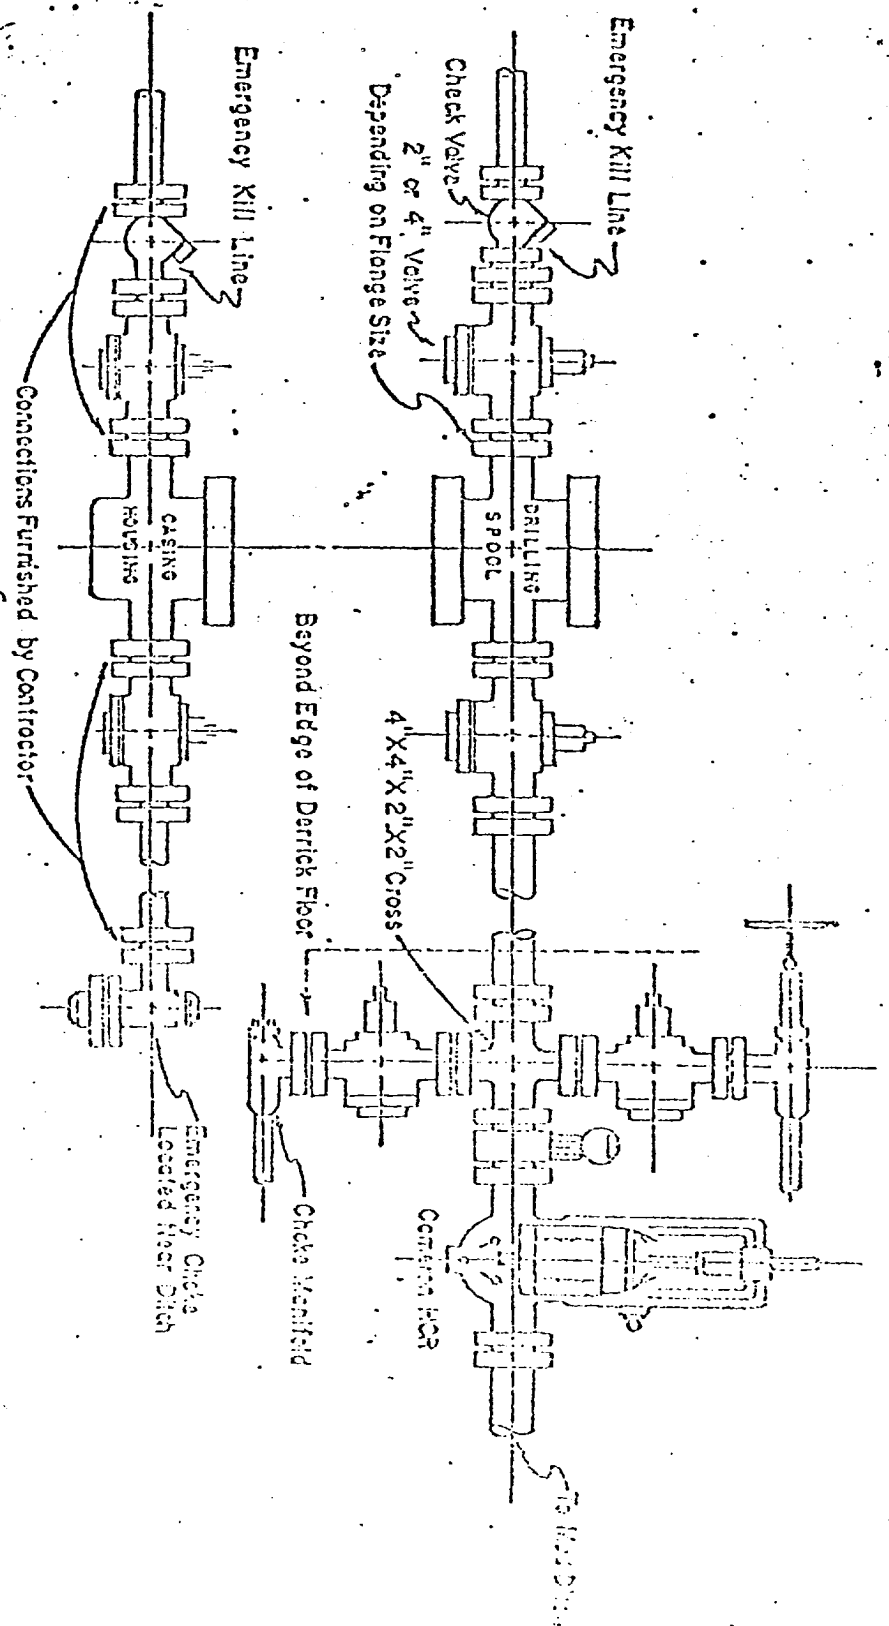 Emergency Kill Line
Check Valve
2" or 4" Valve
Depending on Flange Size
DRILLING
SPOOL
4"X4"X2"X2" Cross
Beyond Edge of Derrick Floor
Cameron HCR
Choke Manifold
To Mud
Emergency Kill Line
CASING
HOUSING
Connections Furnished by Contractor
Emergency Choke
Located Near Ditch